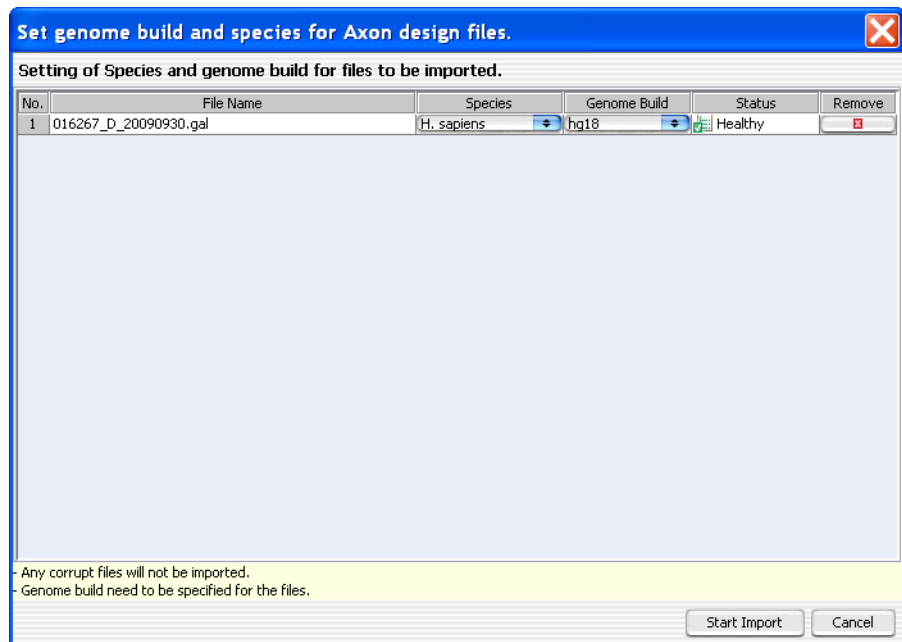 Set genome build and species for Axon design files.
Setting of Species and genome build for files to be imported.
No. File Name Species Genome Build Status Remove
1 016267_D_20090930.gal H. sapiens hg18 Healthy
- Any corrupt files will not be imported.
- Genome build need to be specified for the files.
Start Import Cancel